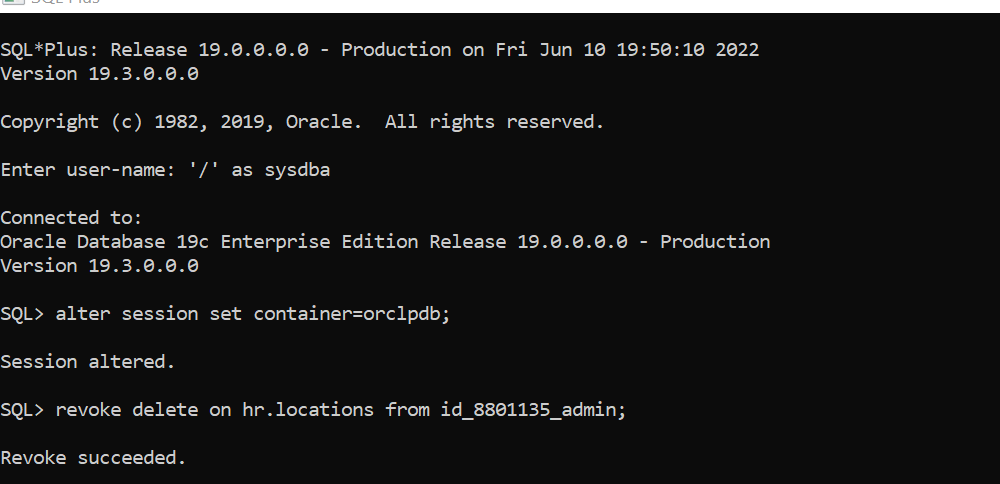 SQL Plus
SQL*Plus: Release 19.0.0.0.0 - Production on Fri Jun 10 19:50:10 2022
Version 19.3.0.0.0
Copyright (c) 1982, 2019, Oracle.  All rights reserved.
Enter user-name: '/' as sysdba
Connected to:
Oracle Database 19c Enterprise Edition Release 19.0.0.0.0 - Production
Version 19.3.0.0.0
SQL> alter session set container=orclpdb;
Session altered.
SQL> revoke delete on hr.locations from id_8801135_admin;
Revoke succeeded.